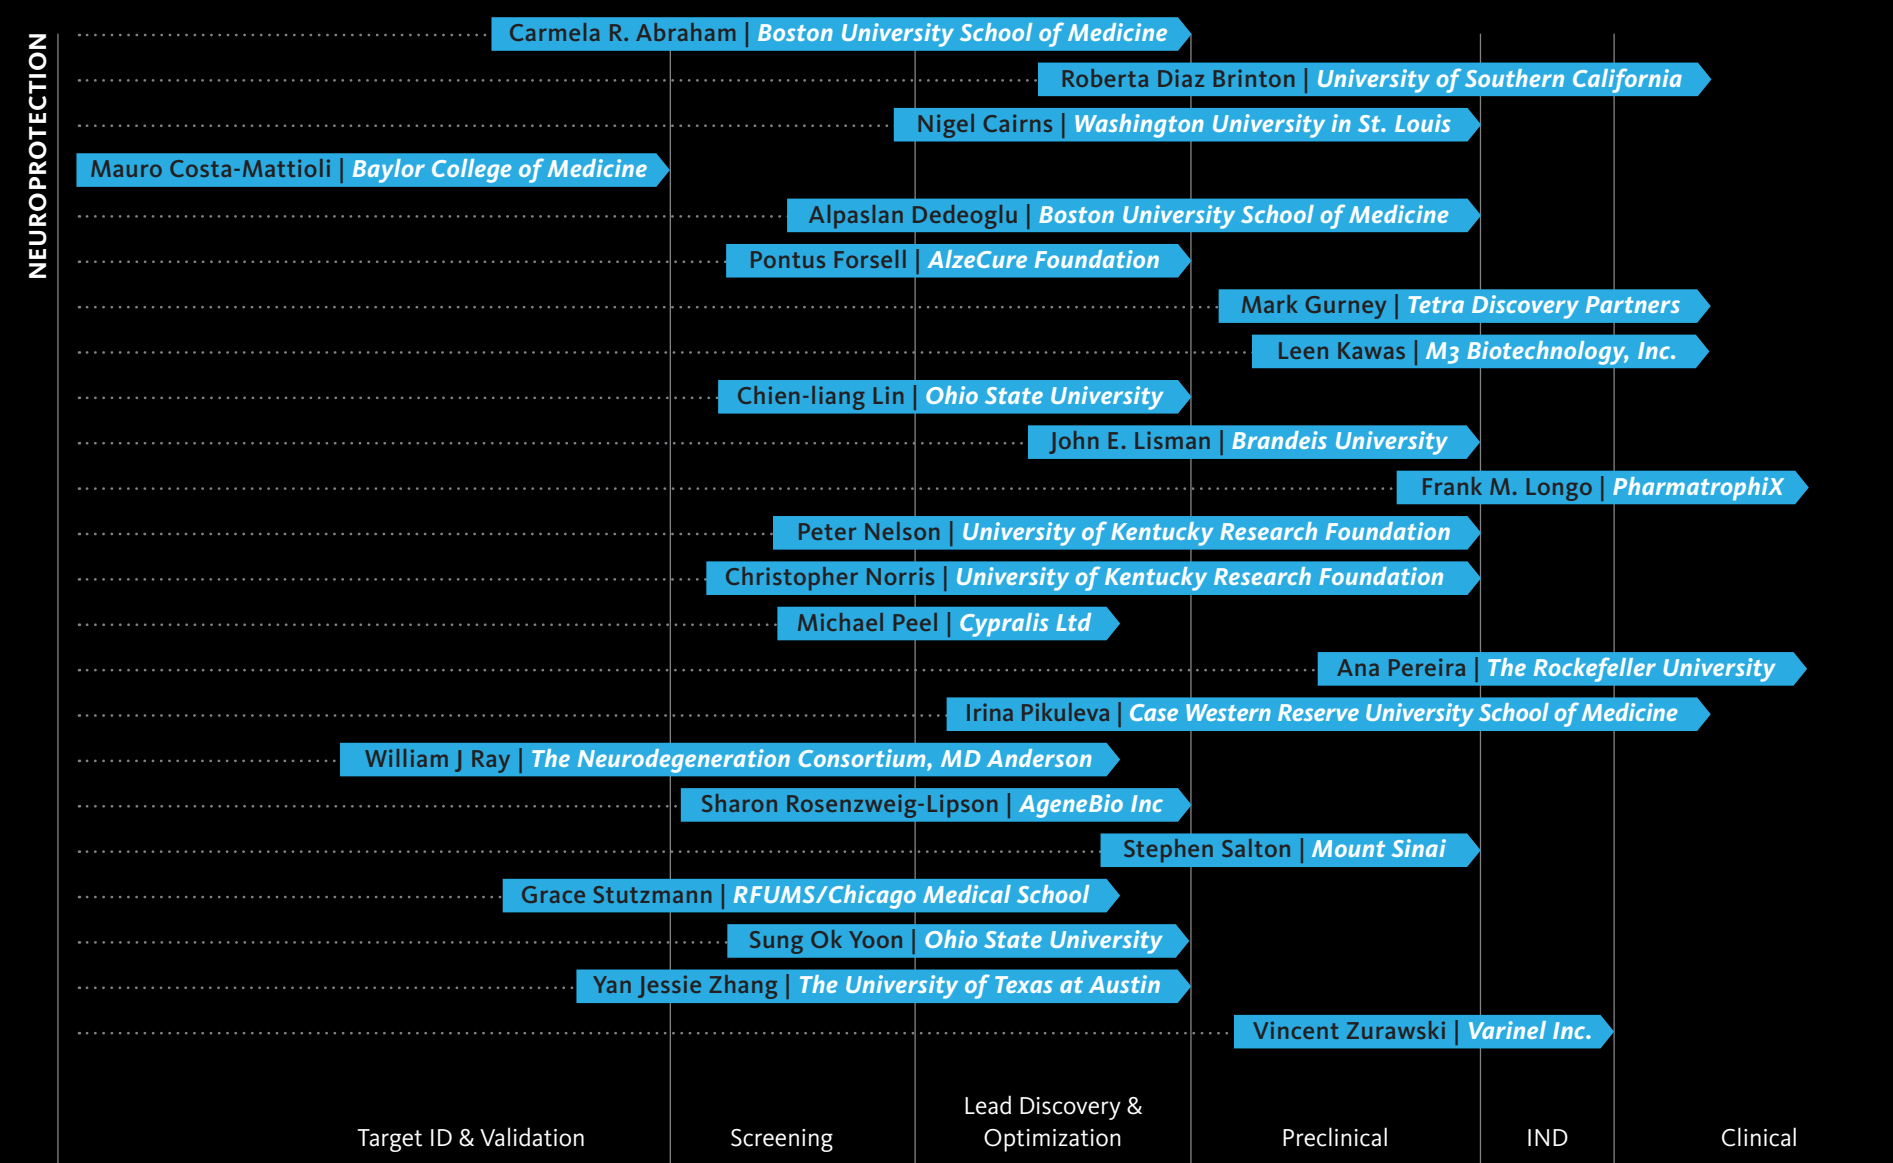 NEUROPROTECTION
Carmela R. Abraham | Boston University School of Medicine
Roberta Diaz Brinton | University of Southern California
Nigel Cairns | Washington University in St. Louis
Mauro Costa-Mattioli | Baylor College of Medicine
Alpaslan Dedeoglu | Boston University School of Medicine
Pontus Forsell | AlzeCure Foundation
Mark Gurney | Tetra Discovery Partners
Leen Kawas | M3 Biotechnology, Inc.
Chien-liang Lin | Ohio State University
John E. Lisman | Brandeis University
Frank M. Longo | PharmatrophiX
Peter Nelson | University of Kentucky Research Foundation
Christopher Norris | University of Kentucky Research Foundation
Michael Peel | Cypralis Ltd
Ana Pereira | The Rockefeller University
Irina Pikuleva | Case Western Reserve University School of Medicine
William J Ray | The Neurodegeneration Consortium, MD Anderson
Sharon Rosenzweig-Lipson | AgeneBio Inc
Stephen Salton | Mount Sinai
Grace Stutzmann | RFUMS/Chicago Medical School
Sung Ok Yoon | Ohio State University
Yan Jessie Zhang | The University of Texas at Austin
Vincent Zurawski | Varinel Inc.
Target ID & Validation
Screening
Lead Discovery &
Optimization
Preclinical
IND
Clinical